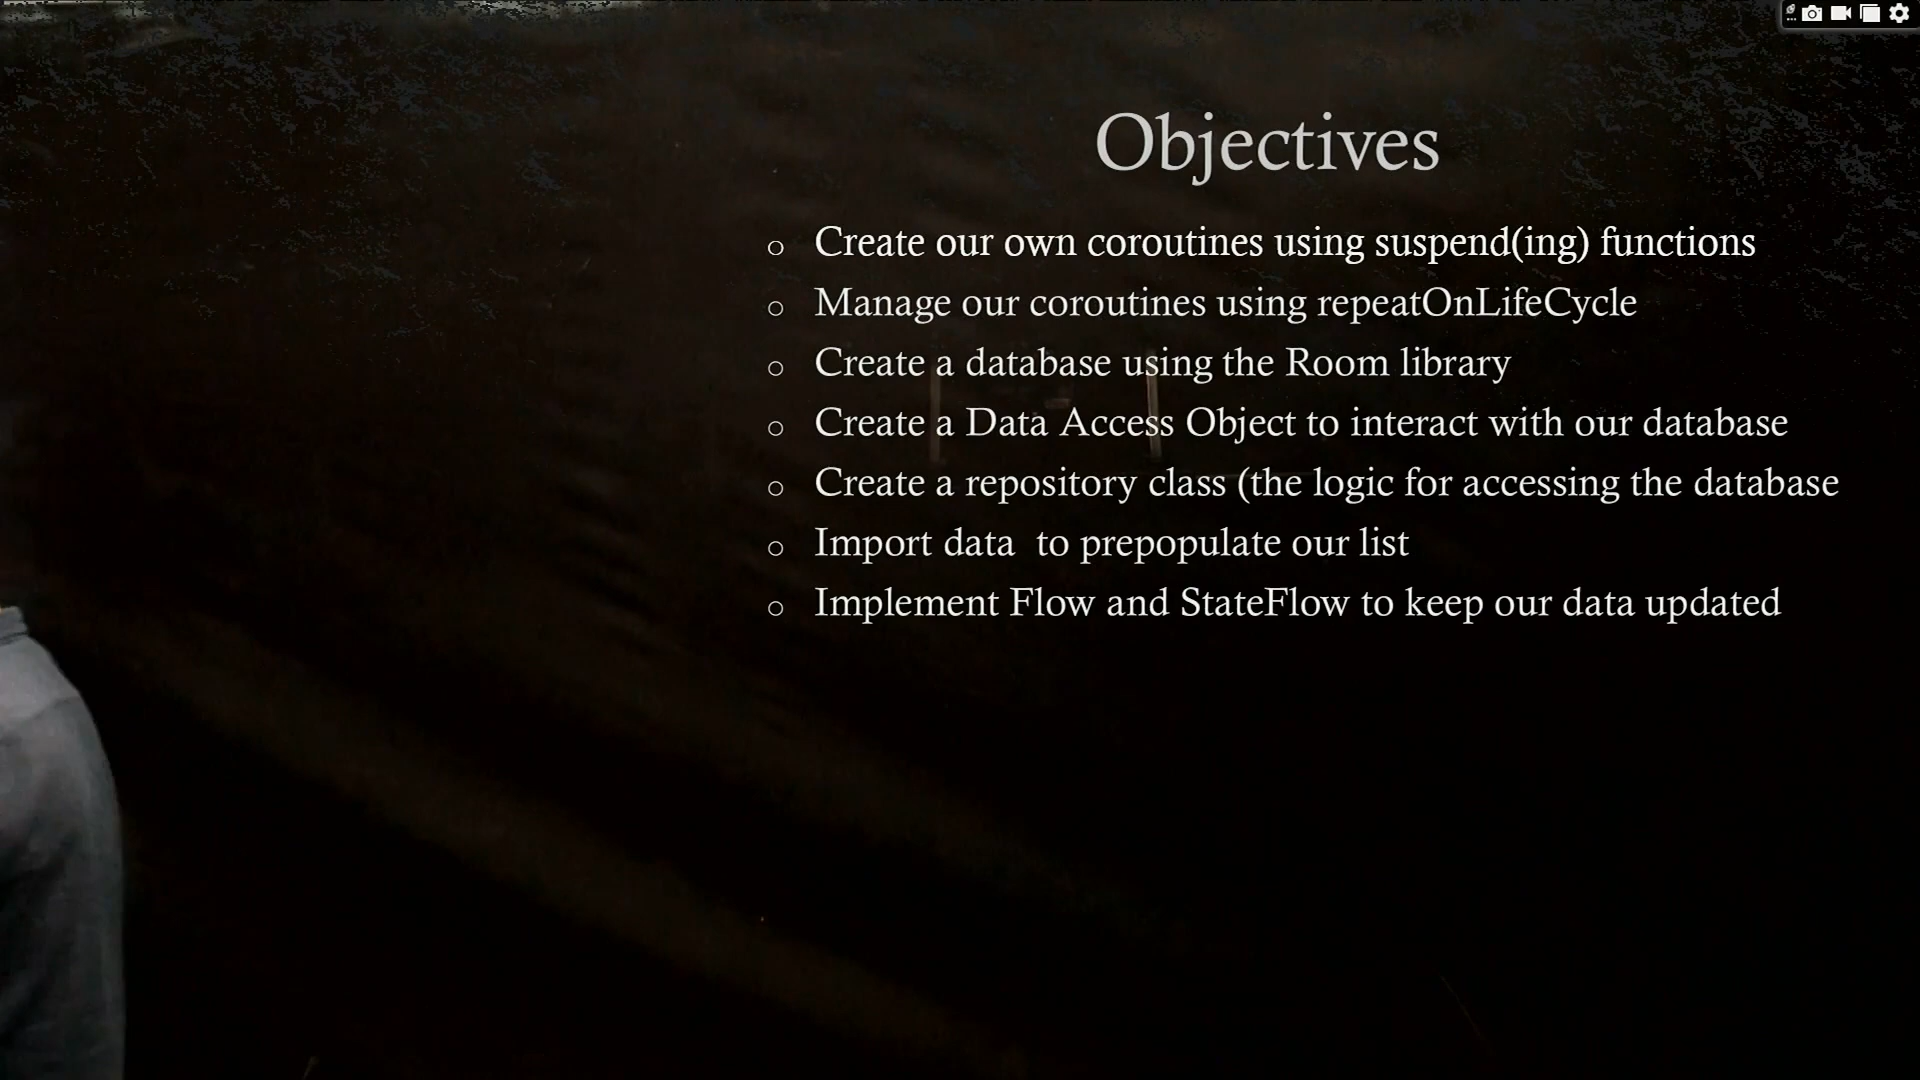 Objectives
Create our own coroutines using suspend(ing) functions
Manage our coroutines using repeatOnLifeCycle
Create a database using the Room library
Create a Data Access Object to interact with our database
Create a repository class (the logic for accessing the database
Import data  to prepopulate our list
Implement Flow and StateFlow to keep our data updated